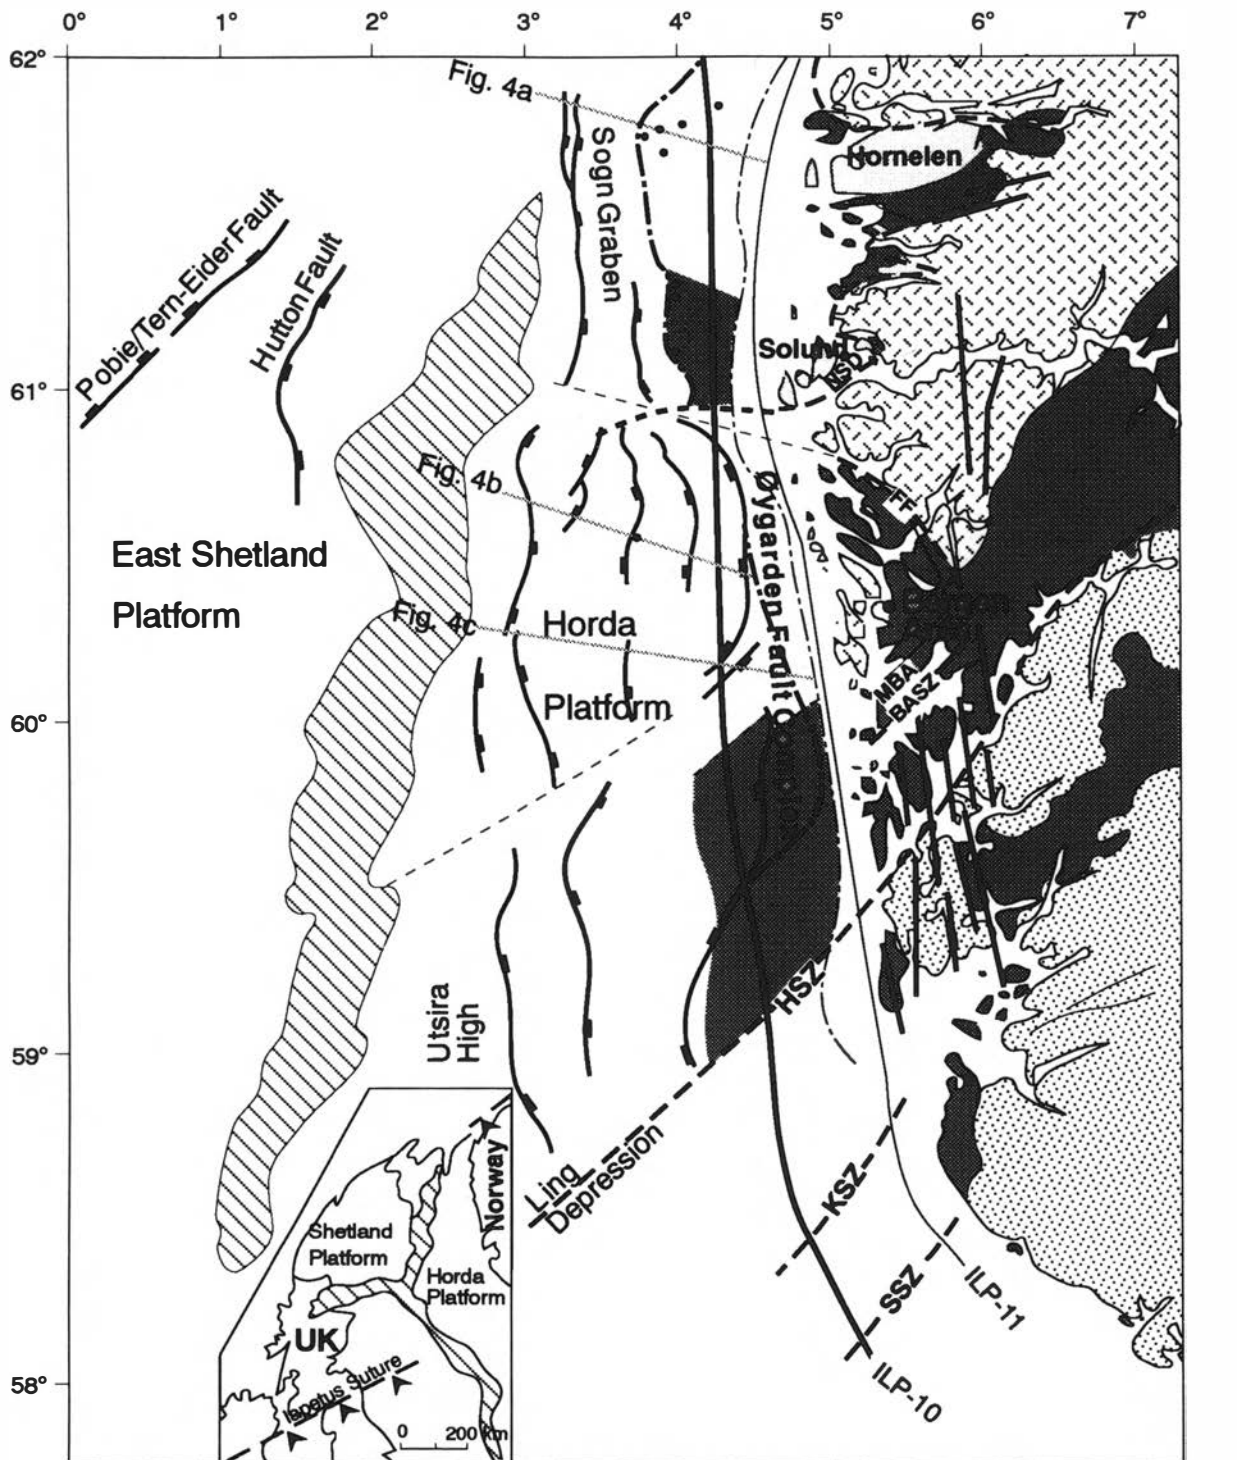 0° 1° 2° 3° 4° 5° 6° 7°
62°
Fig. 4a
Hornelen
Sogn Graben
Pobie/Tern-Eider Fault
Hutton Fault
Solund
NSD
61°
Fig. 4b
FF
Øygarden Fault Complex
East Shetland
Platform
Fig. 4c
Horda
Platform
MBA
BASZ
60°
HSZ
Utsira
High
59°
Ling
Depression
KSZ
SSZ
ILP-11
ILP-10
Norway
Shetland
Platform
Horda
Platform
UK
Iapetus Suture
0 200 km
58°